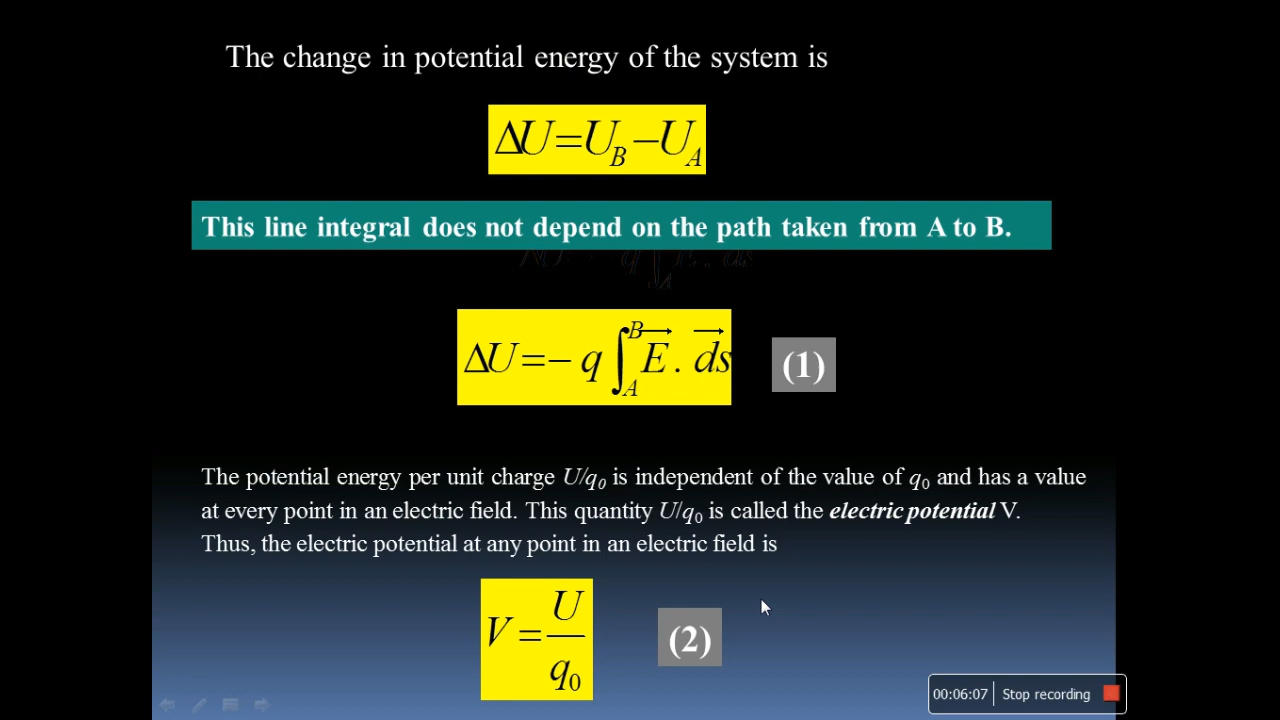 The change in potential energy of the system is
ΔU=U_B−U_A
This line integral does not depend on the path taken from A to B.
ΔU=−q∫_A^B E⃗. ds⃗ (1)
The potential energy per unit charge U/q₀ is independent of the value of q₀ and has a value
at every point in an electric field. This quantity U/q₀ is called the electric potential V.
Thus, the electric potential at any point in an electric field is
V=U/q₀ (2)
00:06:07 Stop recording